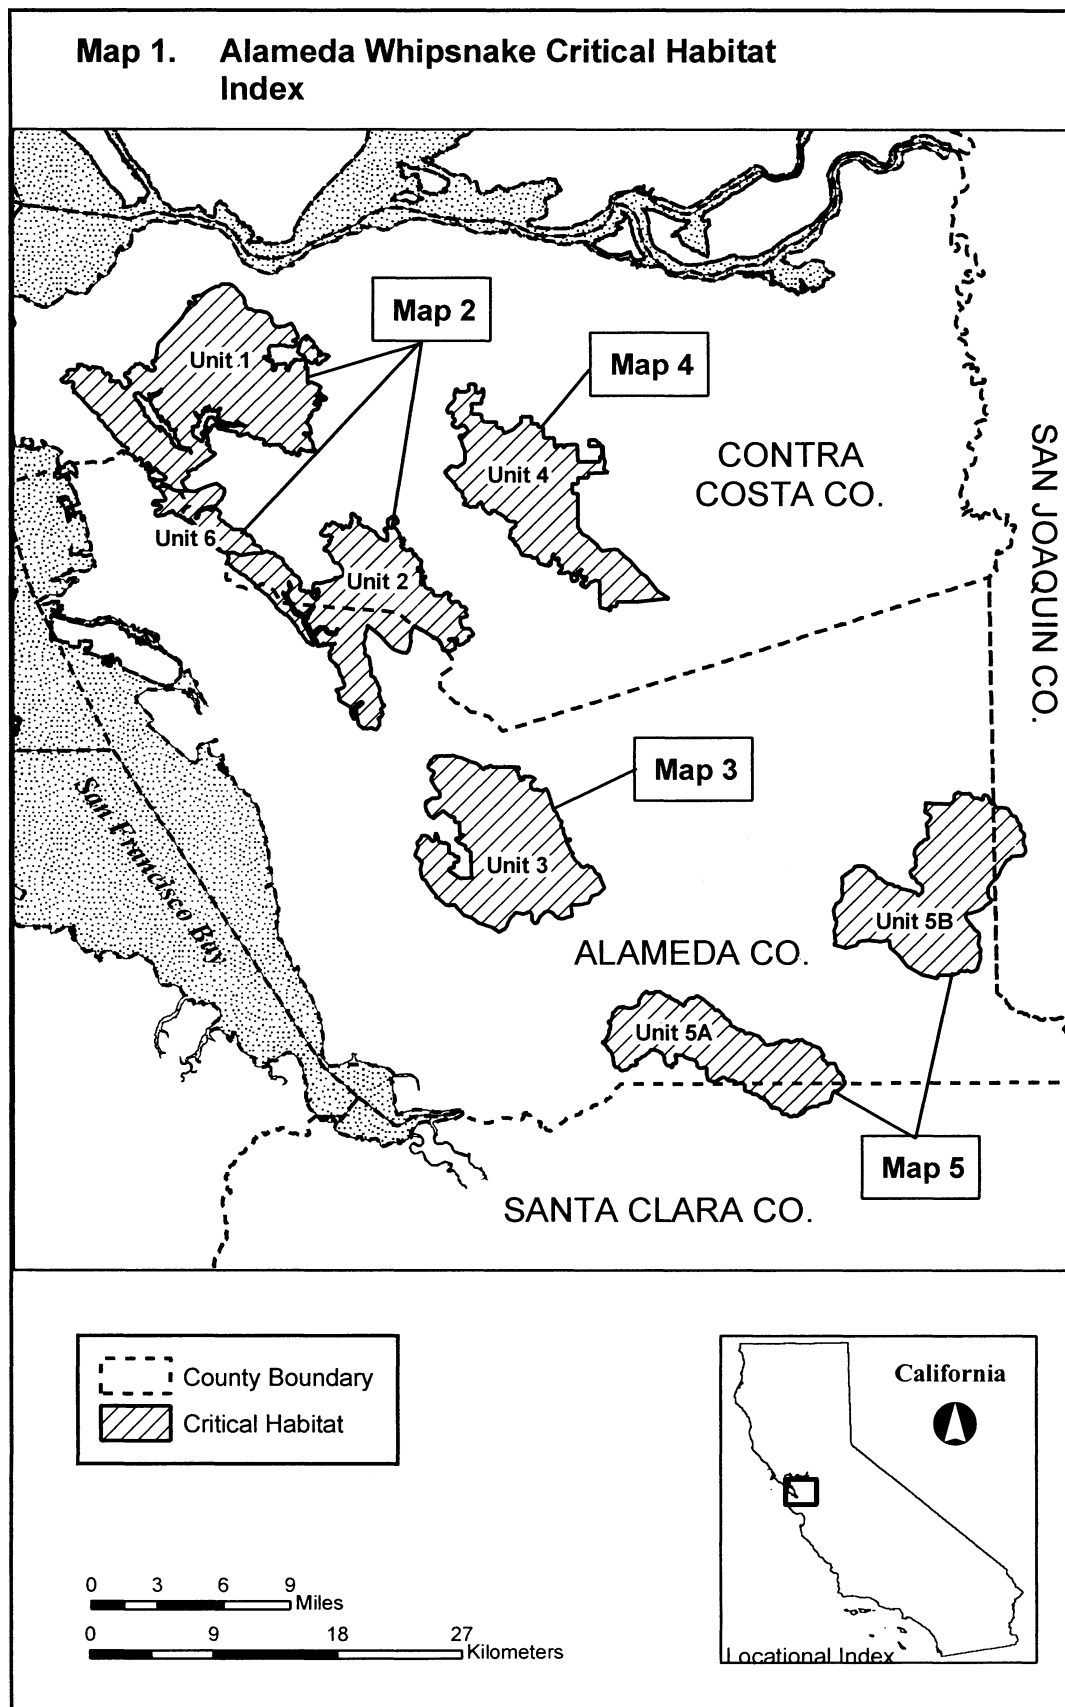 Map 1. Alameda Whipsnake Critical Habitat
Index
Map 2
Unit 1
Map 4
CONTRA
COSTA CO.
Unit 4
SAN JOAQUIN CO.
Unit 6
Unit 2
Map 3
San Francisco Bay
Unit 3
Unit 5B
ALAMEDA CO.
Unit 5A
Map 5
SANTA CLARA CO.
County Boundary
Critical Habitat
California
0 3 6 9
Miles
0 9 18 27
Kilometers
Locational Index